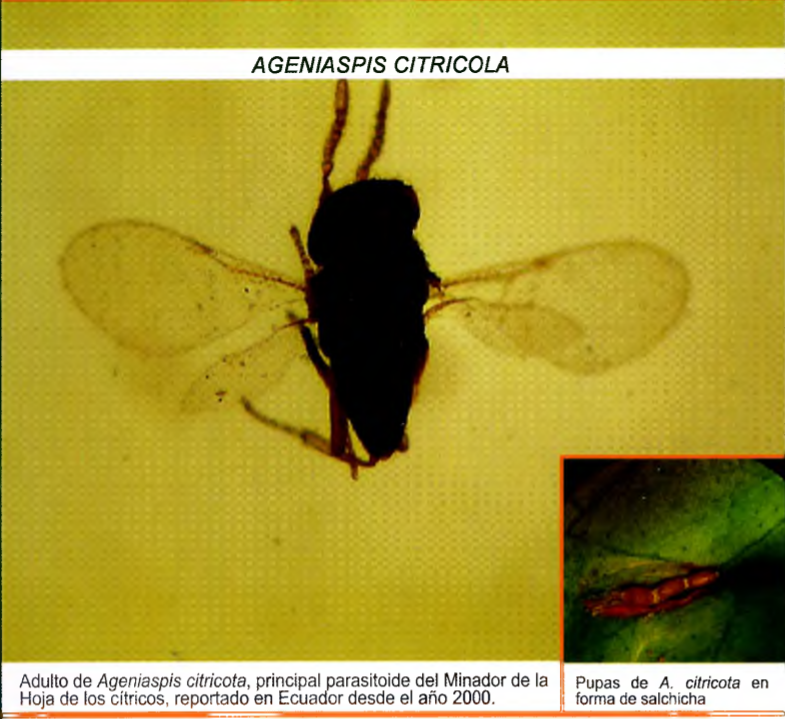 AGENIASPIS CITRICOLA
Adulto de Ageniaspis citricota, principal parasitoide del Minador de la
Hoja de los cítricos, reportado en Ecuador desde el año 2000.
Pupas de A. citricota en
forma de salchicha